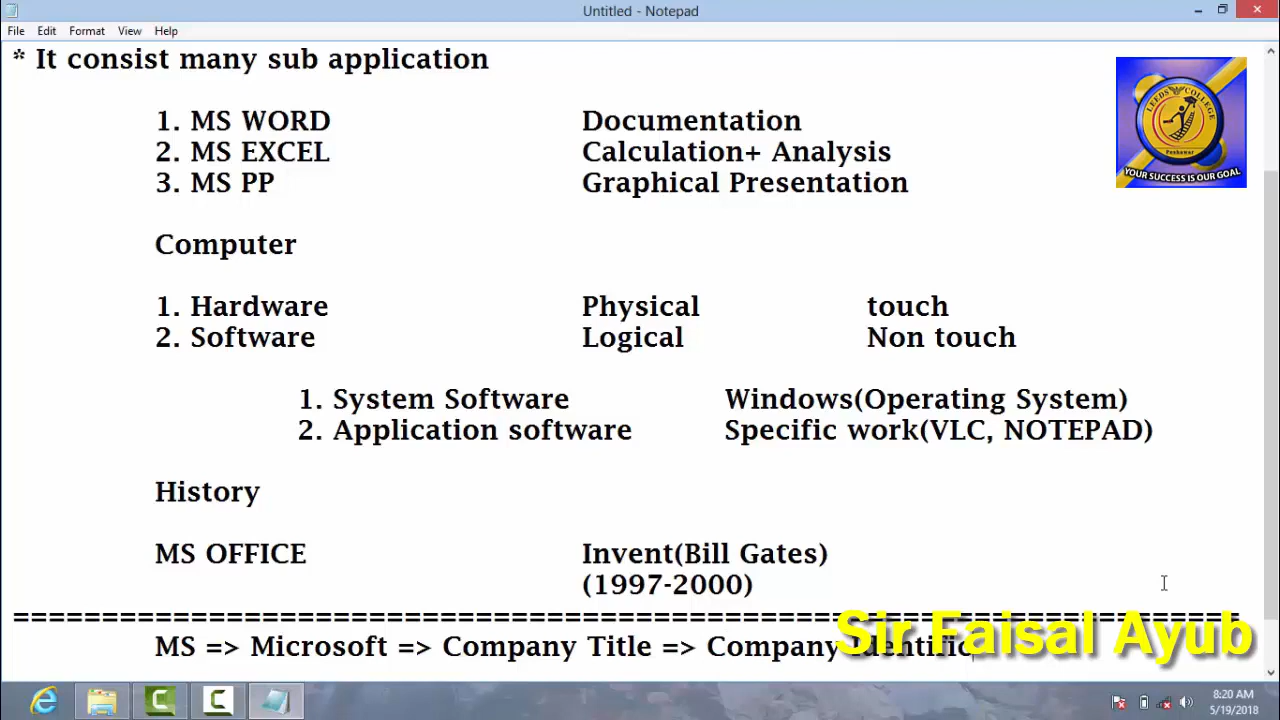 Untitled - Notepad
File Edit Format View Help
* It consist many sub application
1. MS WORD Documentation
2. MS EXCEL Calculation+ Analysis
3. MS PP Graphical Presentation
LEEDS COLLEGE
Peshawar
YOUR SUCCESS IS OUR GOAL
Computer
1. Hardware Physical touch
2. Software Logical Non touch
1. System Software Windows(Operating System)
2. Application software Specific work(VLC, NOTEPAD)
History
MS OFFICE Invent(Bill Gates)
(1997-2000)
==========================================================================
MS => Microsoft => Company Title => Company Identific
Sir Faisal Ayub
8:20 AM
5/19/2018